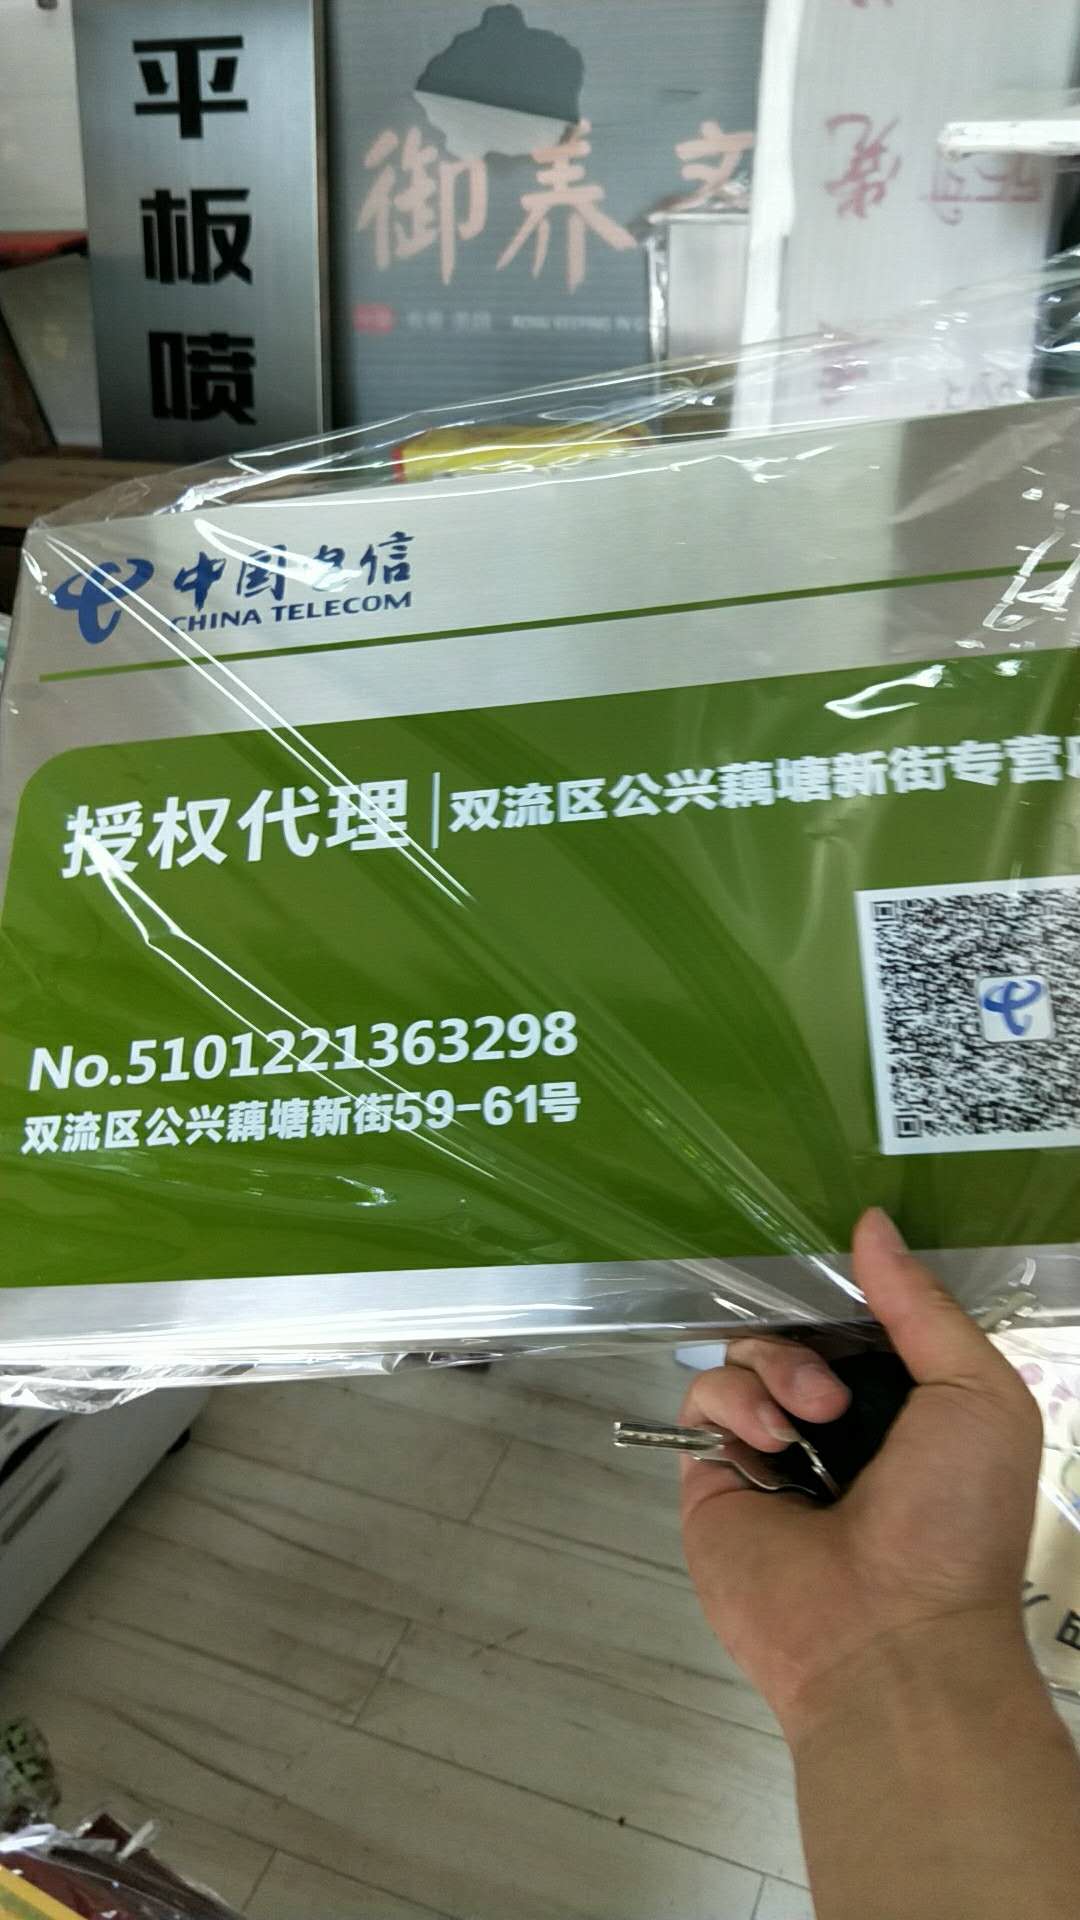 平
板
喷
御养
中国电信
CHINA TELECOM
授权代理 双流区公兴藕塘新街专营
No.5101221363298
双流区公兴藕塘新街59-61号